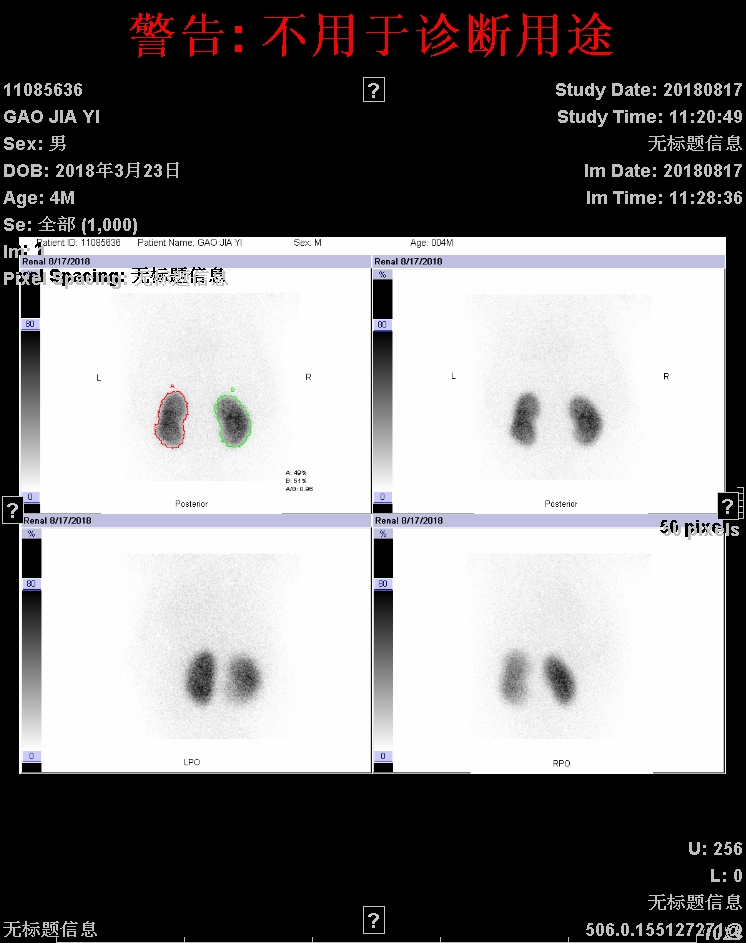 警告: 不用于诊断用途
11085636
GAO JIA YI
Sex: 男
DOB: 2018年3月23日
Age: 4M
Se: 全部 (1,000)
Im: 1
Pixel Spacing: 无标题信息
?
Study Date: 20180817
Study Time: 11:20:49
无标题信息
Im Date: 20180817
Im Time: 11:28:36
Patient ID: 11085636 Patient Name: GAO JIA YI Sex: M Age: 004M
Renal 8/17/2018
80
L
A
B
R
A: 49%
B: 51%
A/B: 0.96
0
Posterior
Renal 8/17/2018
%
80
L
R
0
Posterior
?
?
50 pixels
Renal 8/17/2018
%
80
0
LPO
Renal 8/17/2018
%
80
0
RPO
U: 256
L: 0
无标题信息
无标题信息
?